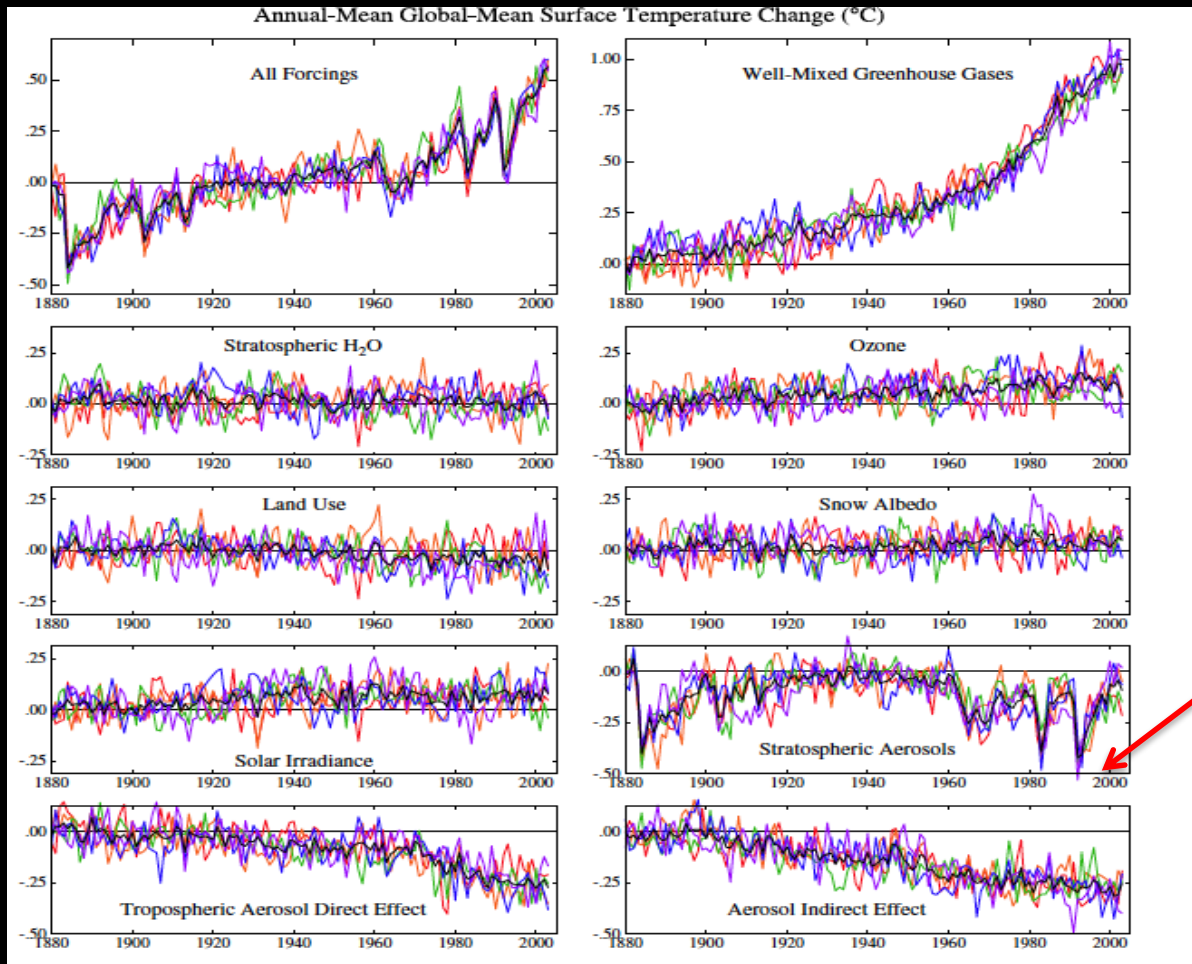 Annual-Mean Global-Mean Surface Temperature Change (°C)
All Forcings
.50
.25
.00
-.25
-.50
1880 1900 1920 1940 1960 1980 2000
Well-Mixed Greenhouse Gases
1.00
.75
.50
.25
.00
1880 1900 1920 1940 1960 1980 2000
Stratospheric H₂O
.25
.00
-.25
1880 1900 1920 1940 1960 1980 2000
Ozone
.25
.00
-.25
1880 1900 1920 1940 1960 1980 2000
Land Use
.25
.00
-.25
1880 1900 1920 1940 1960 1980 2000
Snow Albedo
.25
.00
-.25
1880 1900 1920 1940 1960 1980 2000
.25
.00
-.25
Solar Irradiance
1880 1900 1920 1940 1960 1980 2000
.00
-.25
Stratospheric Aerosols
-.50
1880 1900 1920 1940 1960 1980 2000
.00
-.25
Tropospheric Aerosol Direct Effect
-.50
1880 1900 1920 1940 1960 1980 2000
.00
-.25
Aerosol Indirect Effect
-.50
1880 1900 1920 1940 1960 1980 2000